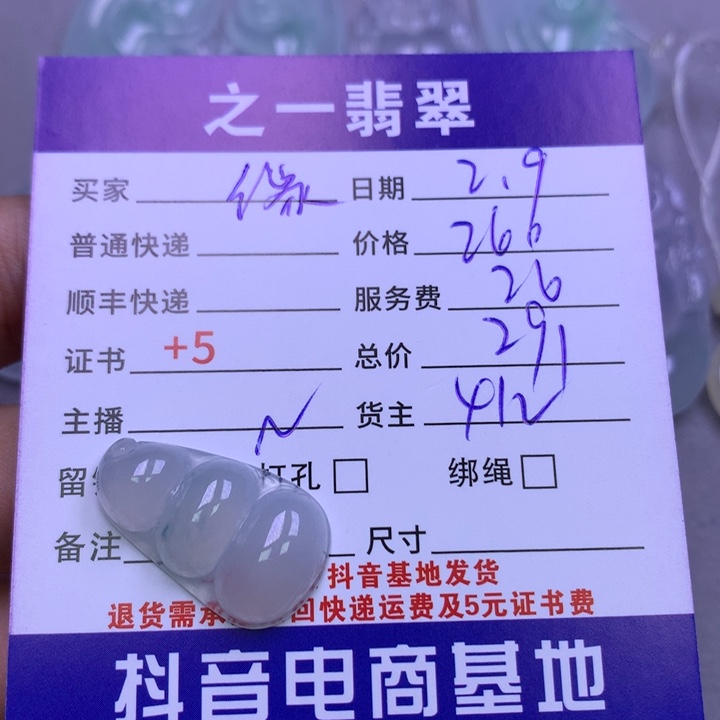 之一翡翠
买家 缘 日期 2.9
普通快递 价格 266
顺丰快递 服务费 26
证书 +5 总价 291
主播 货主 412
留 打孔 □ 绑绳 □
备注 尺寸
抖音基地发货
退货需承 回快递运费及5元证书费
抖音电商基地